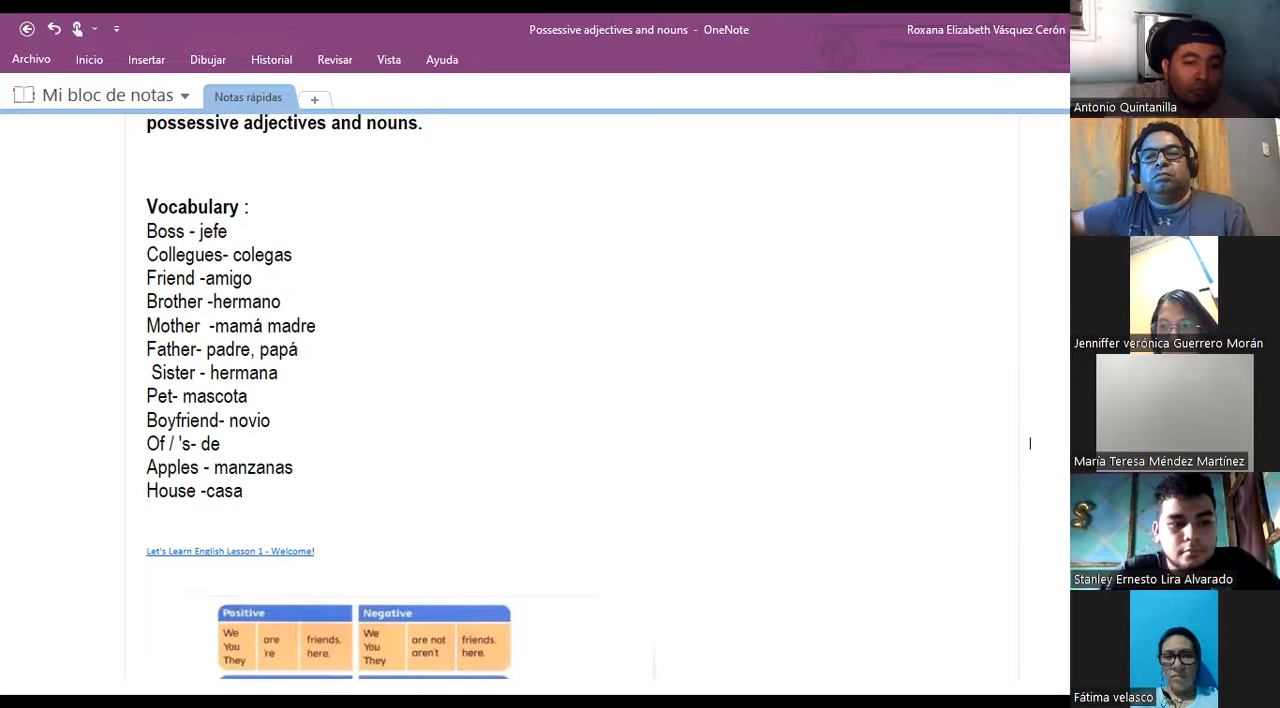 Possessive adjectives and nouns - OneNote
Roxana Elizabeth Vásquez Cerón
Archivo Inicio Insertar Dibujar Historial Revisar Vista Ayuda
Mi bloc de notas Notas rápidas +
possessive adjectives and nouns.
Vocabulary :
Boss - jefe
Collegues- colegas
Friend -amigo
Brother -hermano
Mother -mamá madre
Father- padre, papá
Sister - hermana
Pet- mascota
Boyfriend- novio
Of / 's- de
Apples - manzanas
House -casa
Let's Learn English Lesson 1 - Welcome!
Positive Negative
We We
are friends. are not friends.
You You
're here. aren't here.
They They
Antonio Quintanilla
Jenniffer verónica Guerrero Morán
María Teresa Méndez Martínez
Stanley Ernesto Lira Alvarado
Fátima velasco